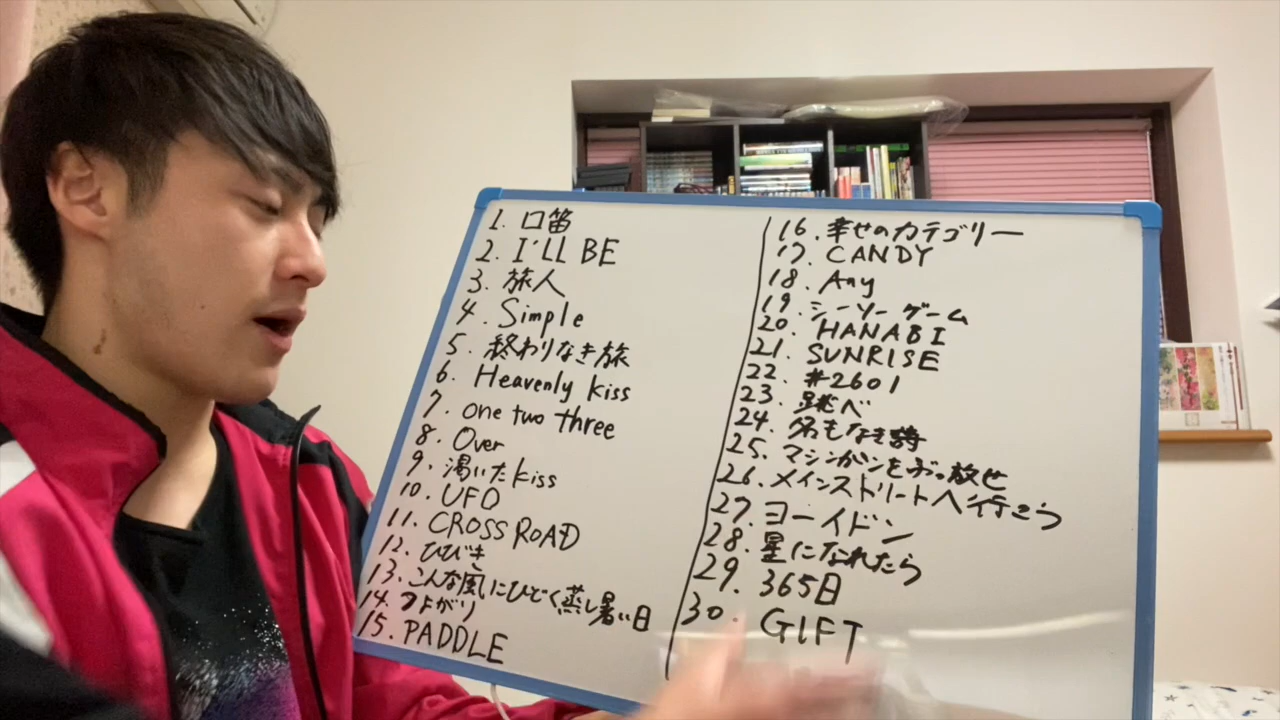 1. 口笛
2. I'LL BE
3. 旅人
4. Simple
5. 終わりなき旅
6. Heavenly kiss
7. one two three
8. Over
9. 渇いたkiss
10. UFO
11. CROSS ROAD
12. ひびき
13. こんな風にひどく蒸し暑い日
14. つよがり
15. PADDLE
16. 幸せのカテゴリー
17. CANDY
18. Any
19. シーソーゲーム
20. HANABI
21. SUNRISE
22. #2601
23. 跳べ
24. 名もなき詩
25. マシンガンをぶっ放せ
26. メインストリートへ行こう
27. ヨーイドン
28. 星になれたら
29. 365日
30. GIFT